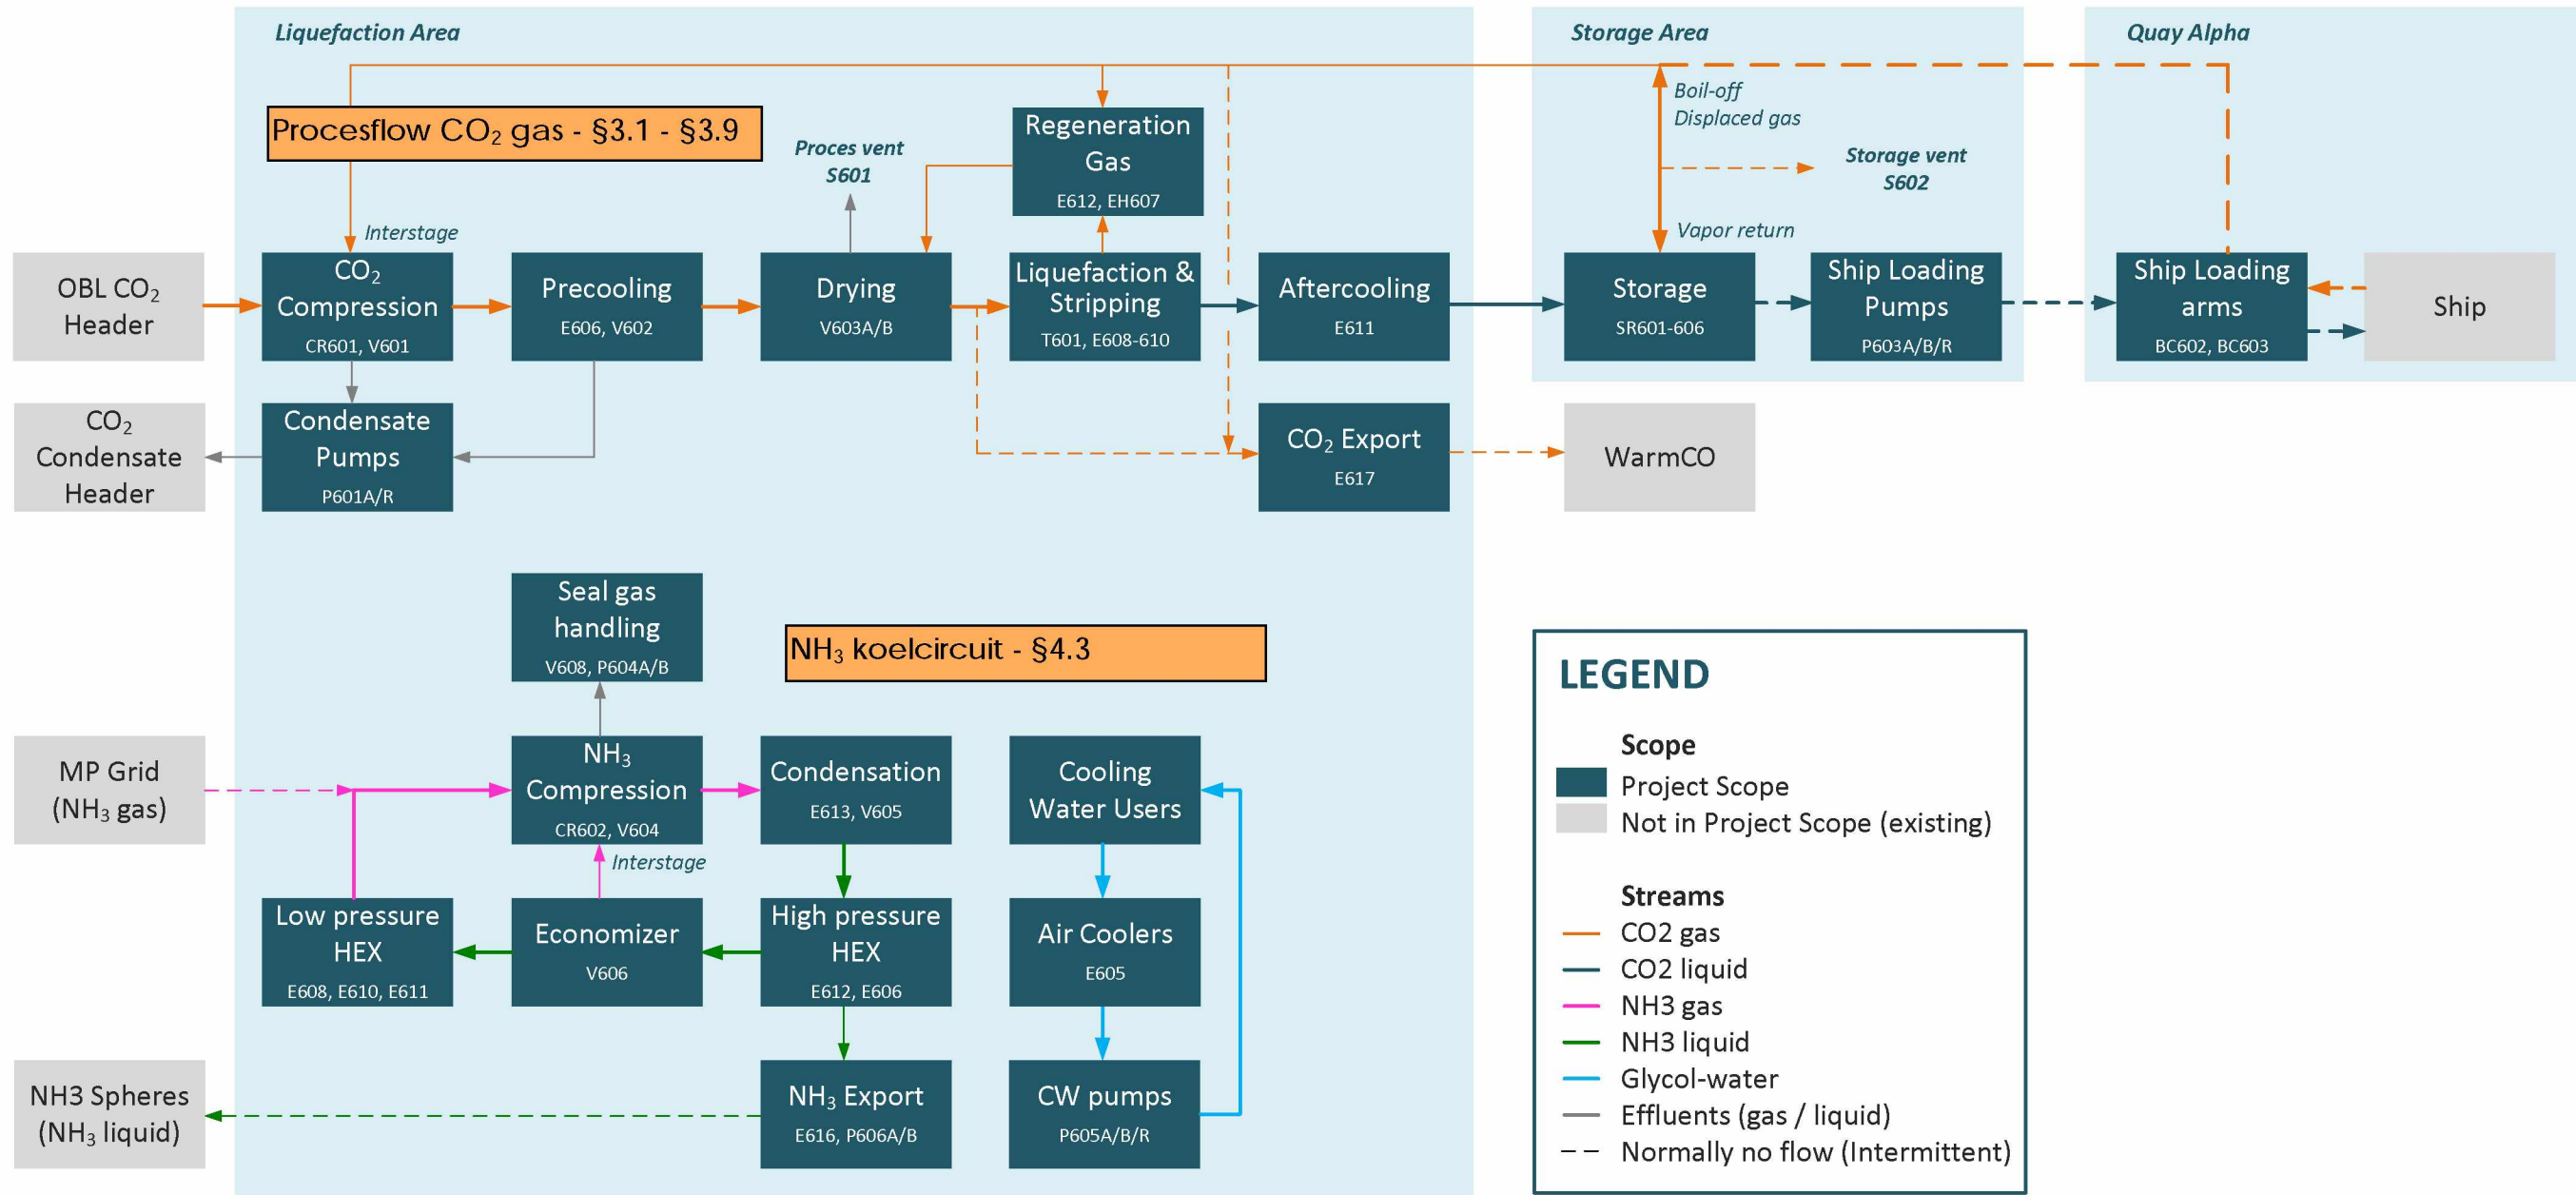 Liquefaction Area
Storage Area
Quay Alpha
Procesflow CO₂ gas - §3.1 - §3.9
Interstage
Proces vent
S601
Regeneration
Gas
E612, EH607
Boil-off
Displaced gas
Storage vent
S602
Vapor return
OBL CO₂
Header
CO₂
Compression
CR601, V601
Precooling
E606, V602
Drying
V603A/B
Liquefaction &
Stripping
T601, E608-610
Aftercooling
E611
Storage
SR601-606
Ship Loading
Pumps
P603A/B/R
Ship Loading
arms
BC602, BC603
Ship
CO₂
Condensate
Header
Condensate
Pumps
P601A/R
CO₂ Export
E617
WarmCO
Seal gas
handling
V608, P604A/B
NH₃ koelcircuit - §4.3
MP Grid
(NH₃ gas)
NH₃
Compression
CR602, V604
Interstage
Condensation
E613, V605
Cooling
Water Users
Low pressure
HEX
E608, E610, E611
Economizer
V606
High pressure
HEX
E612, E606
Air Coolers
E605
NH3 Spheres
(NH₃ liquid)
NH₃ Export
E616, P606A/B
CW pumps
P605A/B/R
LEGEND
Scope
Project Scope
Not in Project Scope (existing)
Streams
CO2 gas
CO2 liquid
NH3 gas
NH3 liquid
Glycol-water
Effluents (gas / liquid)
Normally no flow (Intermittent)